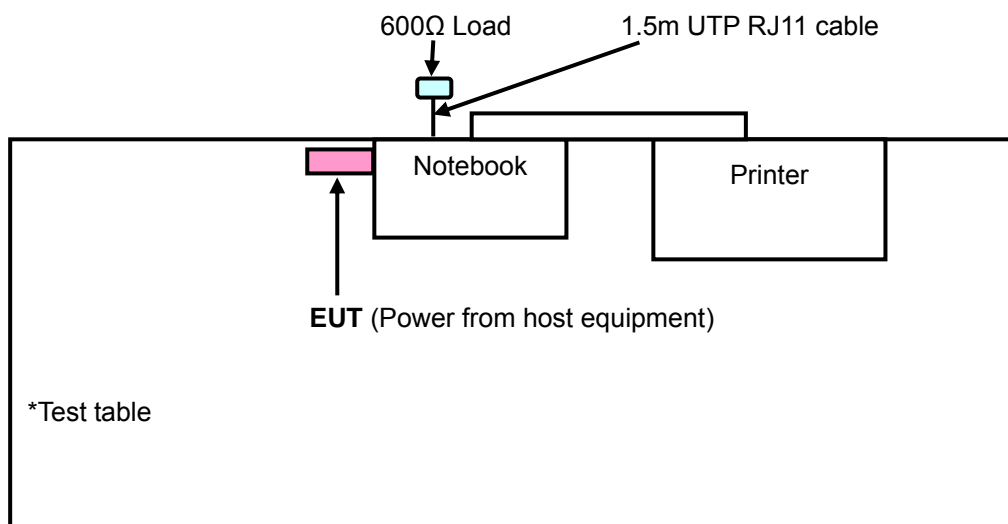 600Ω Load
1.5m UTP RJ11 cable
Notebook
Printer
EUT (Power from host equipment)
*Test table